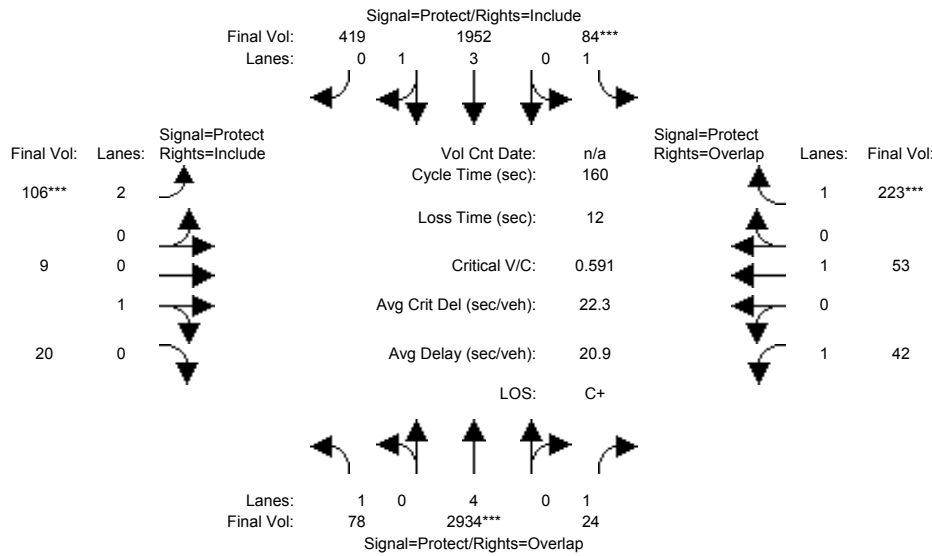 Signal=Protect/Rights=Include
Final Vol: 419 1952 84***
Lanes: 0 1 3 0 1
Signal=Protect Signal=Protect
Final Vol: Lanes: Rights=Include Vol Cnt Date: n/a Rights=Overlap Lanes: Final Vol:
Cycle Time (sec): 160
106*** 2 1 223***
Loss Time (sec): 12
0 0
9 0 Critical V/C: 0.591 1 53
1 Avg Crit Del (sec/veh): 22.3 0
20 0 Avg Delay (sec/veh): 20.9 1 42
LOS: C+
Lanes: 1 0 4 0 1
Final Vol: 78 2934*** 24
Signal=Protect/Rights=Overlap